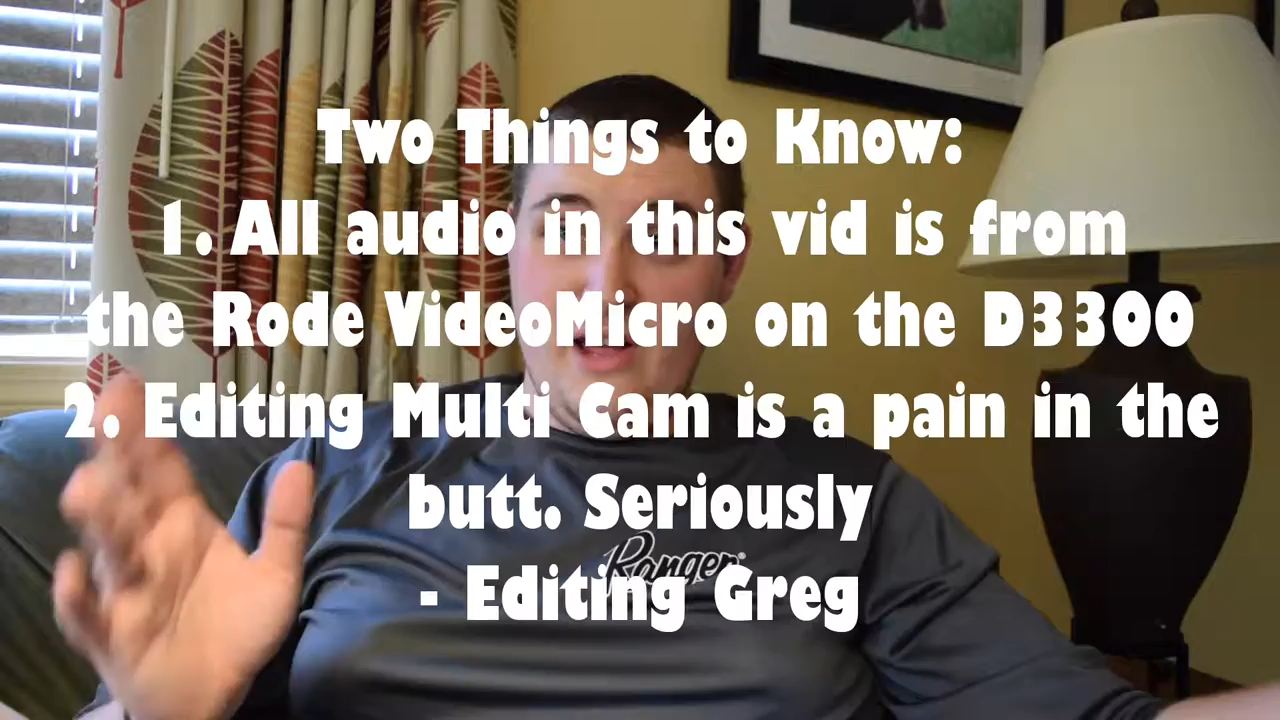 Two Things to Know:
1. All audio in this vid is from
the Rode VideoMicro on the D3300
2. Editing Multi Cam is a pain in the
butt. Seriously
Ranger®
- Editing Greg